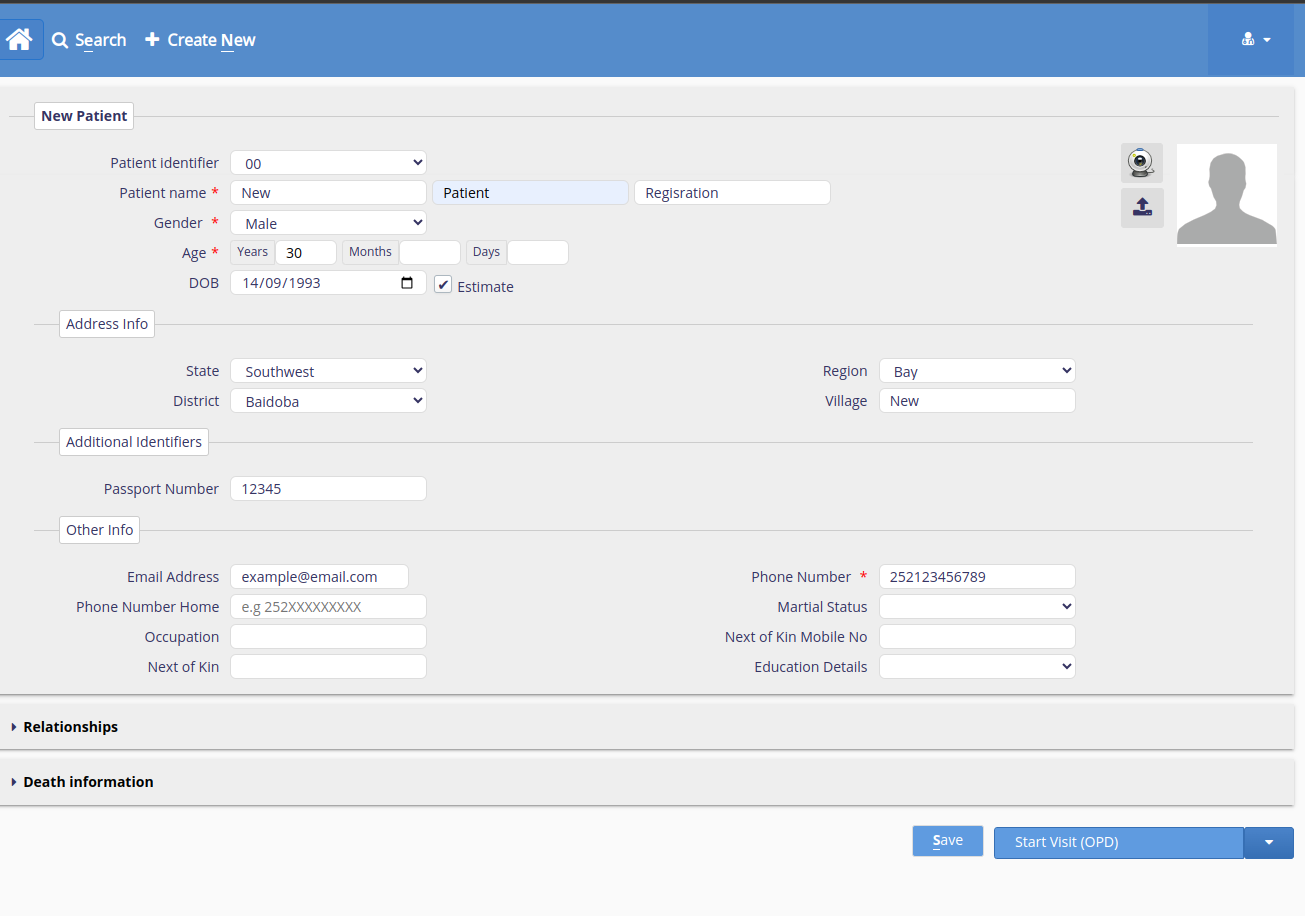 Search Create New
New Patient
Patient identifier 00
Patient name * New Patient Regisration
Gender * Male
Age * Years 30 Months Days
DOB 14/09/1993 Estimate
Address Info
State Southwest Region Bay
District Baidoba Village New
Additional Identifiers
Passport Number 12345
Other Info
Email Address example@email.com Phone Number * 252123456789
Phone Number Home e.g 252XXXXXXXXX Martial Status
Occupation Next of Kin Mobile No
Next of Kin Education Details
Relationships
Death information
Save Start Visit (OPD)